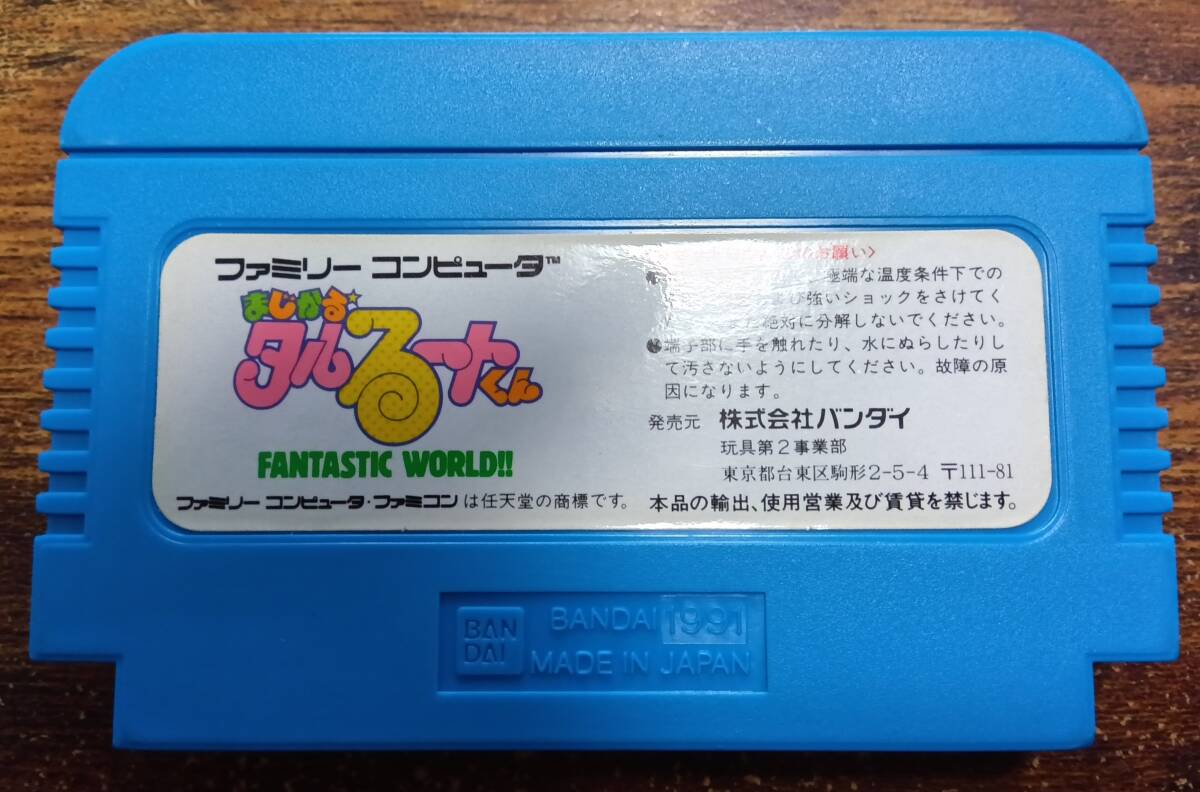 ファミリー コンピュータ™
まじかる☆
タルるートくん
FANTASTIC WORLD!!
ファミリー コンピュータ・ファミコン は任天堂の商標です。
お願い〉
極端な温度条件下での
び強いショックをさけてく
絶対に分解しないでください。
●端子部に手を触れたり、水にぬらしたりし
て汚さないようにしてください。故障の原
因になります。
発売元 株式会社バンダイ
玩具第2事業部
東京都台東区駒形2-5-4 〒111-81
本品の輸出、使用営業及び賃貸を禁じます。
BAN
DAI
BANDAI 1991
MADE IN JAPAN